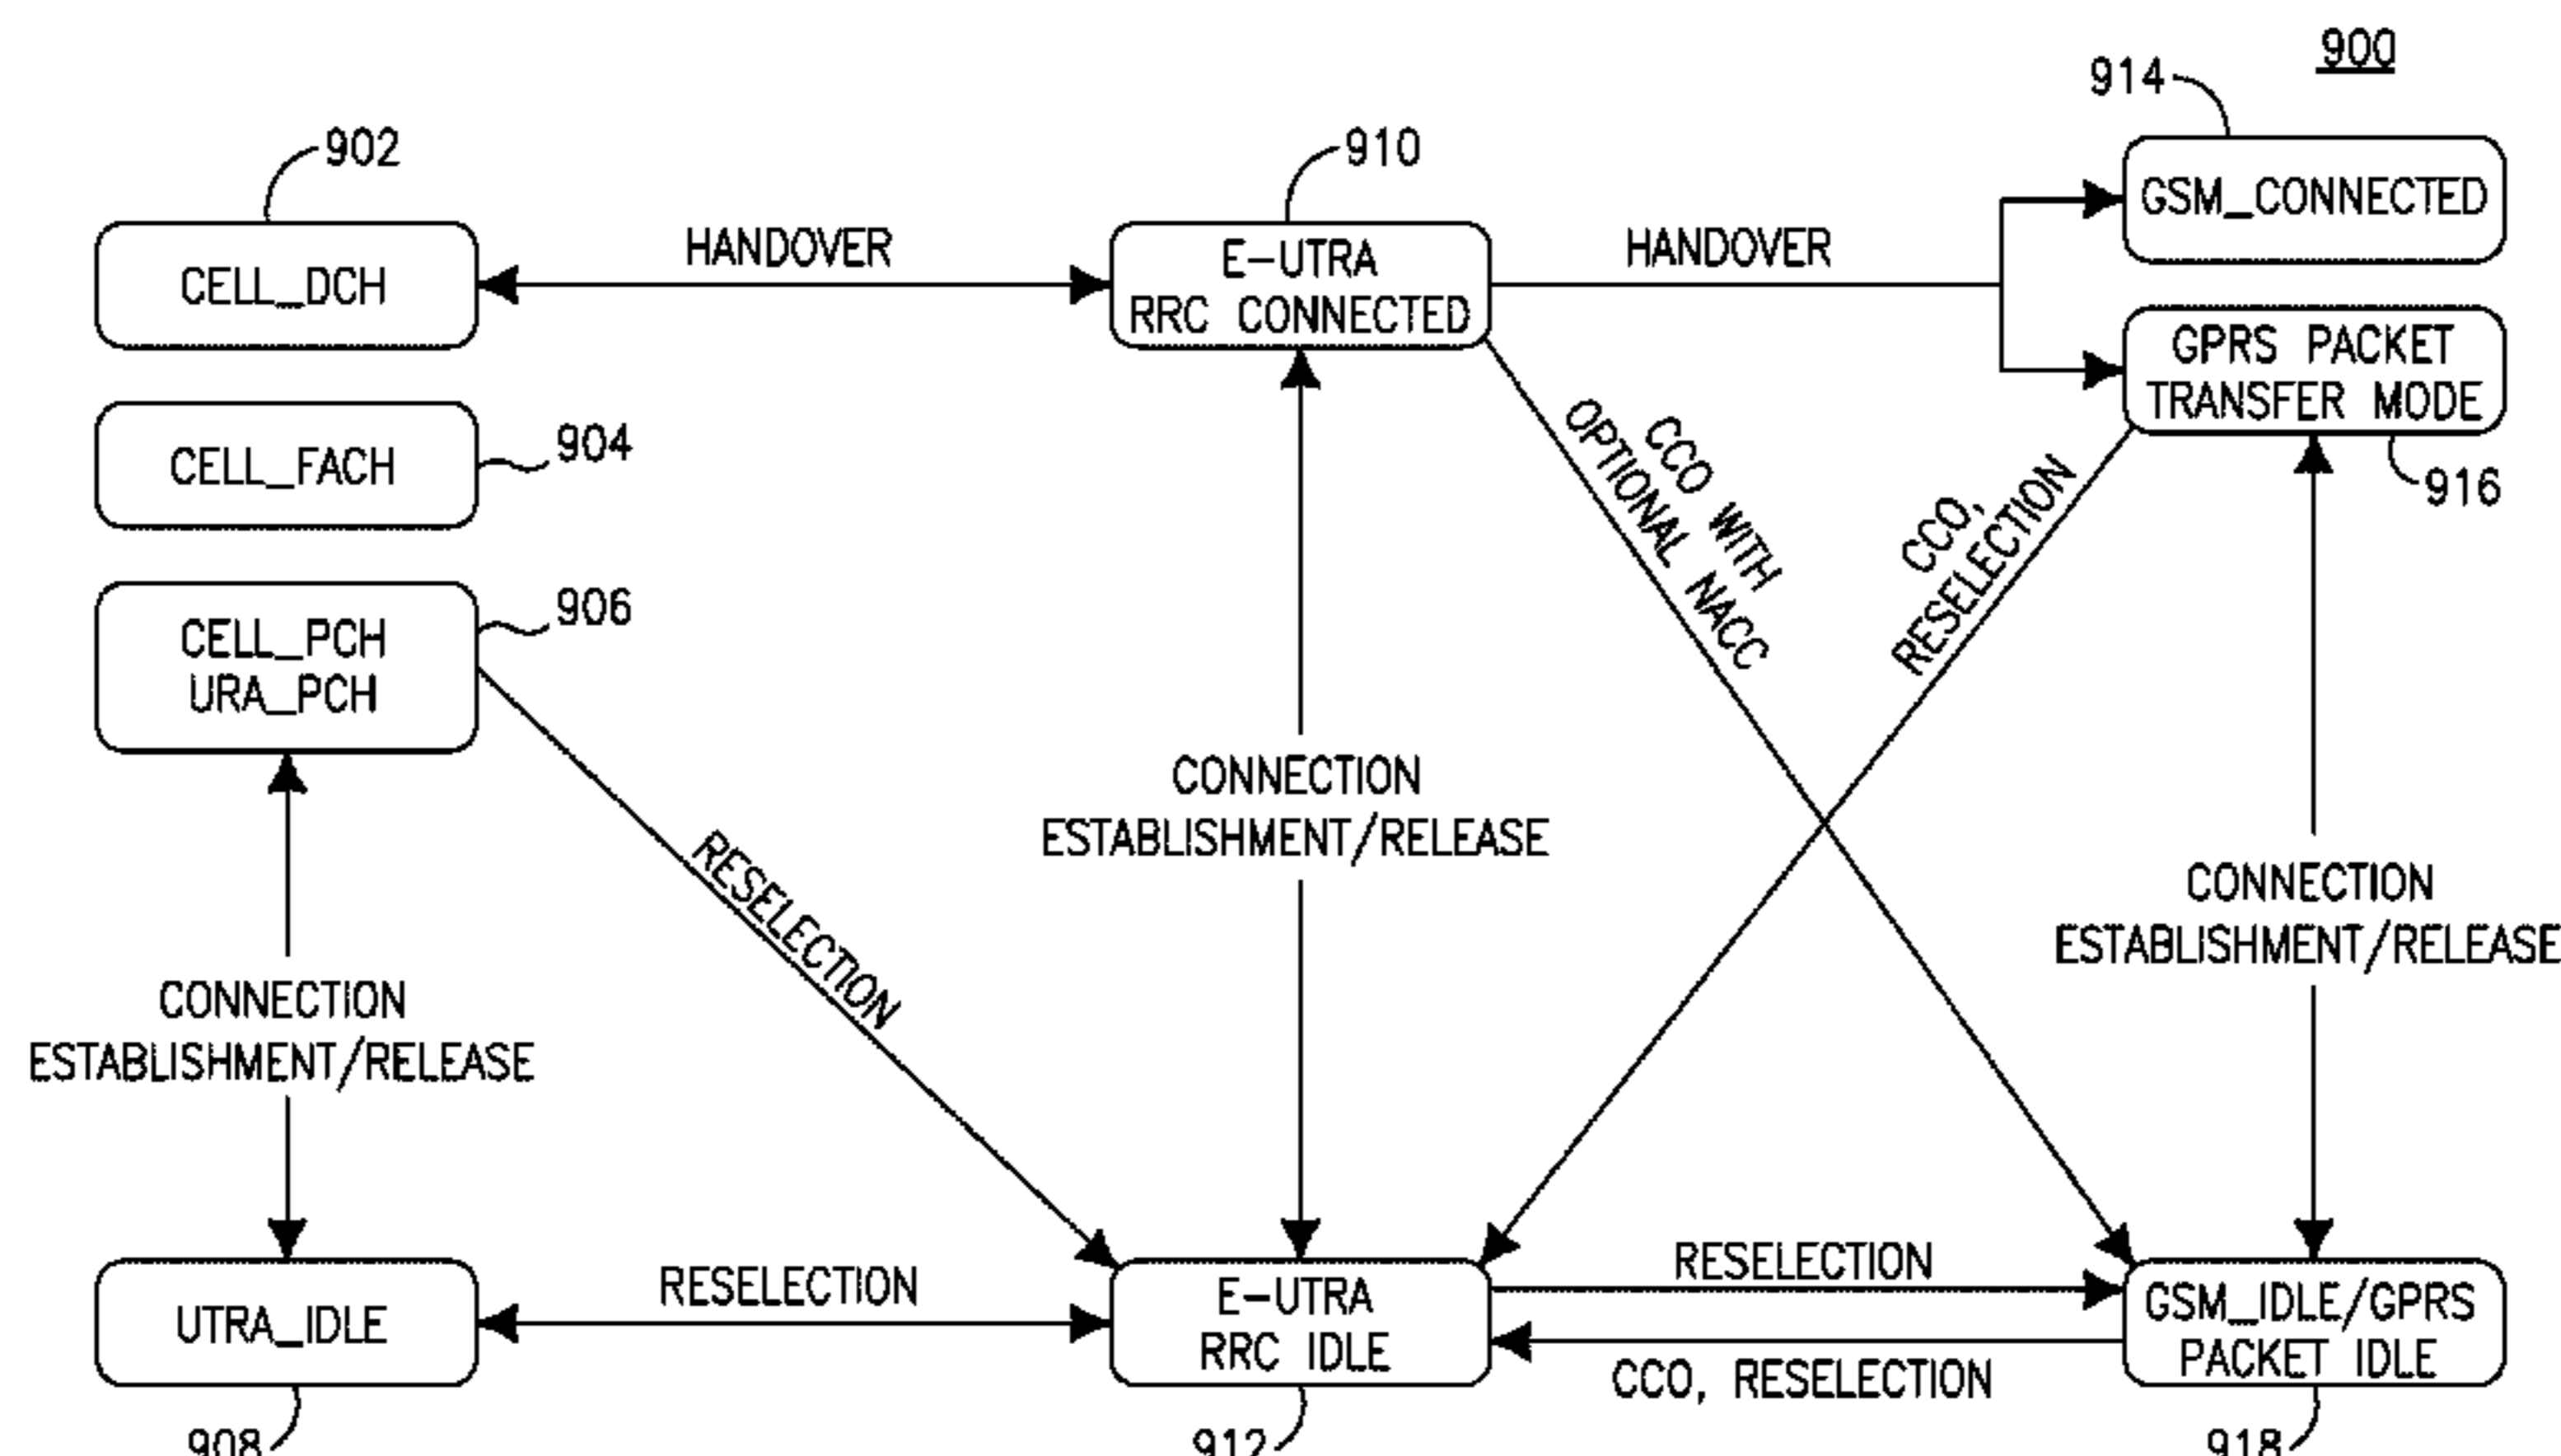 900
914
902
910
GSM_CONNECTED
HANDOVER
HANDOVER
CELL_DCH
E-UTRA
RRC CONNECTED
GPRS PACKET
TRANSFER MODE
904
CELL_FACH
916
CCO WITH
OPTIONAL NACC
CCO,
RESELECTION
906
CELL_PCH
URA_PCH
CONNECTION
ESTABLISHMENT/RELEASE
RESELECTION
CONNECTION
ESTABLISHMENT/RELEASE
CONNECTION
ESTABLISHMENT/RELEASE
RESELECTION
RESELECTION
UTRA_IDLE
E-UTRA
RRC IDLE
GSM_IDLE/GPRS
PACKET IDLE
CCO, RESELECTION
908
912
918